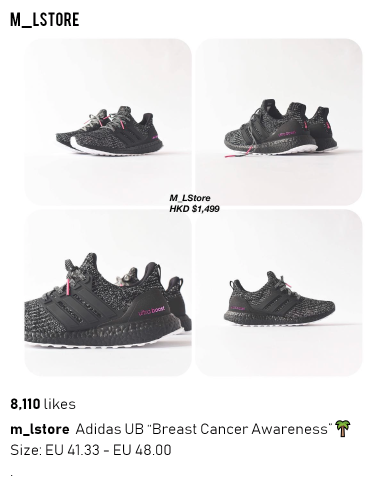 M_LSTORE
M_LStore
HKD $1,499
ultraboost
8,110 likes
m_lstore Adidas UB “Breast Cancer Awareness”🌴
Size: EU 41.33 - EU 48.00
.